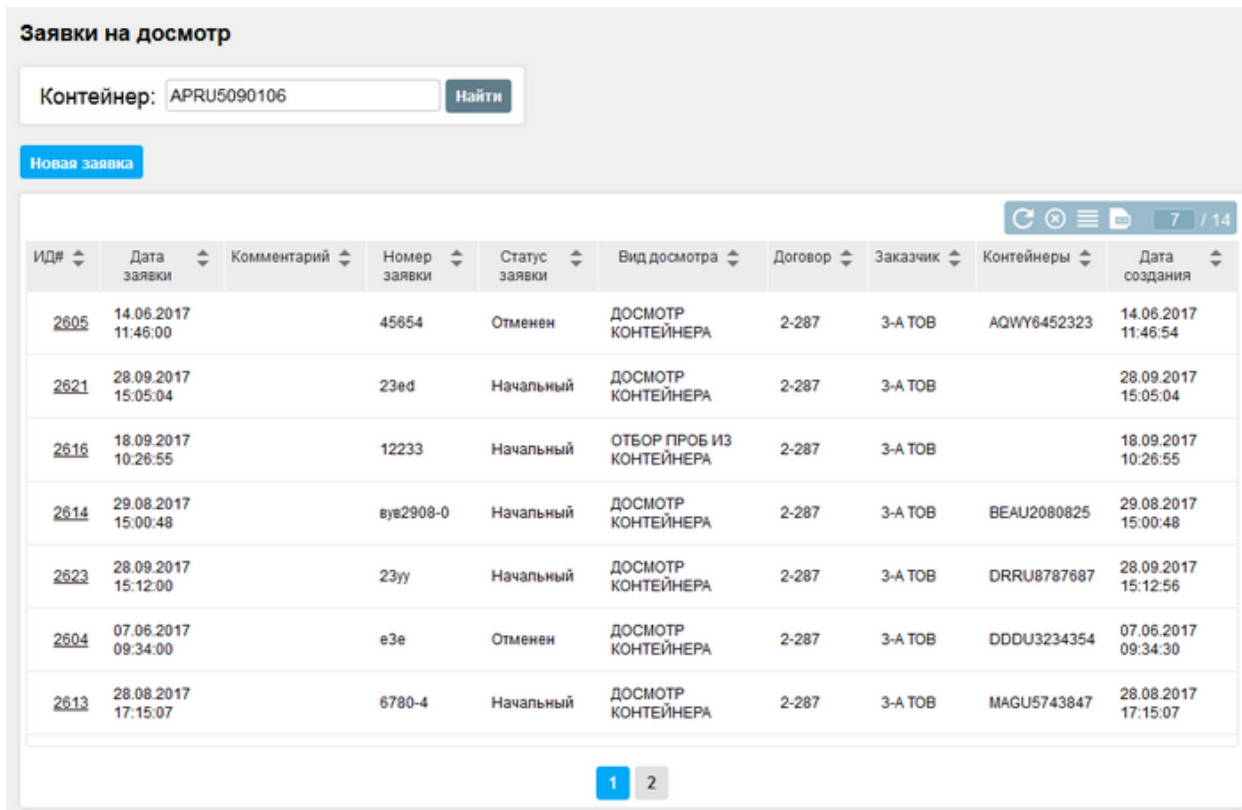 Заявки на досмотр
Контейнер: APRU5090106 Найти
Новая заявка
7 / 14
ИД# Дата заявки Комментарий Номер заявки Статус заявки Вид досмотра Договор Заказчик Контейнеры Дата создания
2605 14.06.2017 11:46:00 45654 Отменен ДОСМОТР КОНТЕЙНЕРА 2-287 3-А ТОВ AQWY6452323 14.06.2017 11:46:54
2621 28.09.2017 15:05:04 23ed Начальный ДОСМОТР КОНТЕЙНЕРА 2-287 3-А ТОВ 28.09.2017 15:05:04
2616 18.09.2017 10:26:55 12233 Начальный ОТБОР ПРОБ ИЗ КОНТЕЙНЕРА 2-287 3-А ТОВ 18.09.2017 10:26:55
2614 29.08.2017 15:00:48 вув2908-0 Начальный ДОСМОТР КОНТЕЙНЕРА 2-287 3-А ТОВ BEAU2080825 29.08.2017 15:00:48
2623 28.09.2017 15:12:00 23уу Начальный ДОСМОТР КОНТЕЙНЕРА 2-287 3-А ТОВ DRRU8787687 28.09.2017 15:12:56
2604 07.06.2017 09:34:00 e3e Отменен ДОСМОТР КОНТЕЙНЕРА 2-287 3-А ТОВ DDDU3234354 07.06.2017 09:34:30
2613 28.08.2017 17:15:07 6780-4 Начальный ДОСМОТР КОНТЕЙНЕРА 2-287 3-А ТОВ MAGU5743847 28.08.2017 17:15:07
1 2